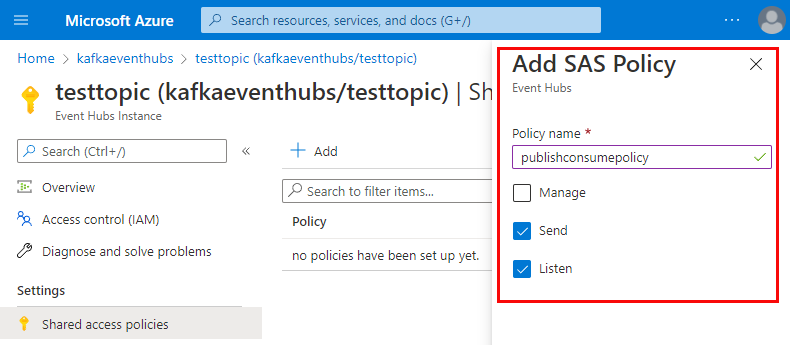 Microsoft Azure
Search resources, services, and docs (G+/)
Home > kafkaeventhubs > testtopic (kafkaeventhubs/testtopic)
testtopic (kafkaeventhubs/testtopic) | Sh
Event Hubs Instance
Search (Ctrl+/)
«
Overview
Access control (IAM)
Diagnose and solve problems
Settings
Shared access policies
+ Add
Search to filter items...
Policy
no policies have been set up yet.
Add SAS Policy
Event Hubs
Policy name *
publishconsumepolicy
Manage
Send
Listen